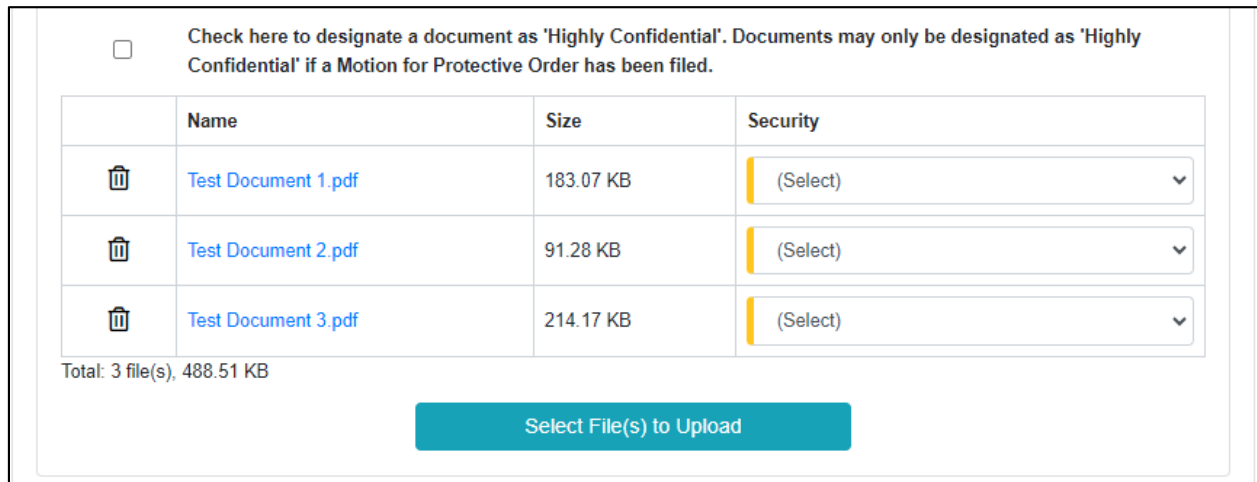 Check here to designate a document as 'Highly Confidential'. Documents may only be designated as 'Highly
Confidential' if a Motion for Protective Order has been filed.
Name Size Security
Test Document 1.pdf 183.07 KB (Select)
Test Document 2.pdf 91.28 KB (Select)
Test Document 3.pdf 214.17 KB (Select)
Total: 3 file(s), 488.51 KB
Select File(s) to Upload